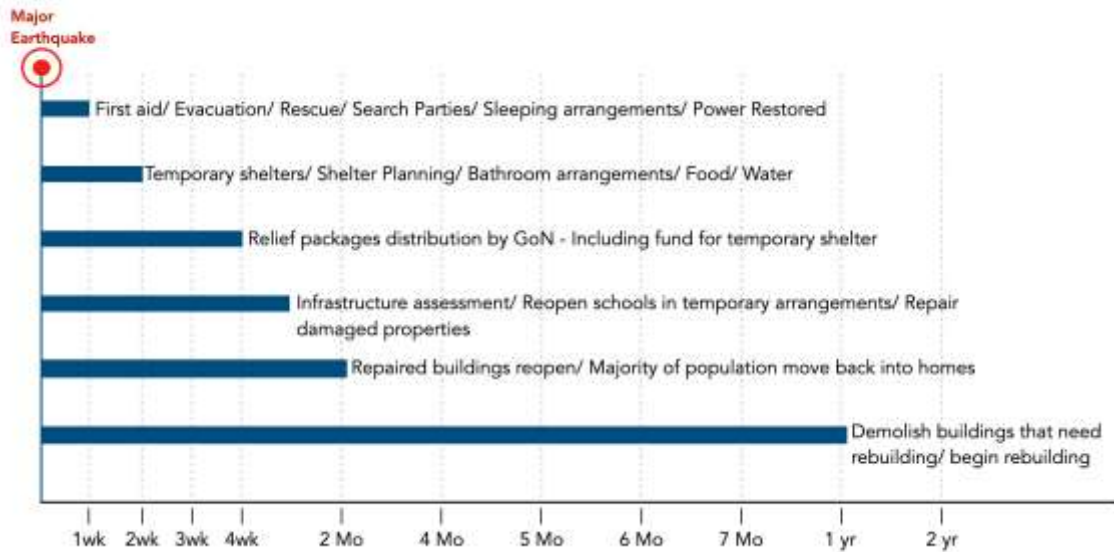 Major
Earthquake
First aid/ Evacuation/ Rescue/ Search Parties/ Sleeping arrangements/ Power Restored
Temporary shelters/ Shelter Planning/ Bathroom arrangements/ Food/ Water
Relief packages distribution by GoN - Including fund for temporary shelter
Infrastructure assessment/ Reopen schools in temporary arrangements/ Repair
damaged properties
Repaired buildings reopen/ Majority of population move back into homes
Demolish buildings that need
rebuilding/ begin rebuilding
1wk 2wk 3wk 4wk 2 Mo 4 Mo 5 Mo 6 Mo 7 Mo 1 yr 2 yr